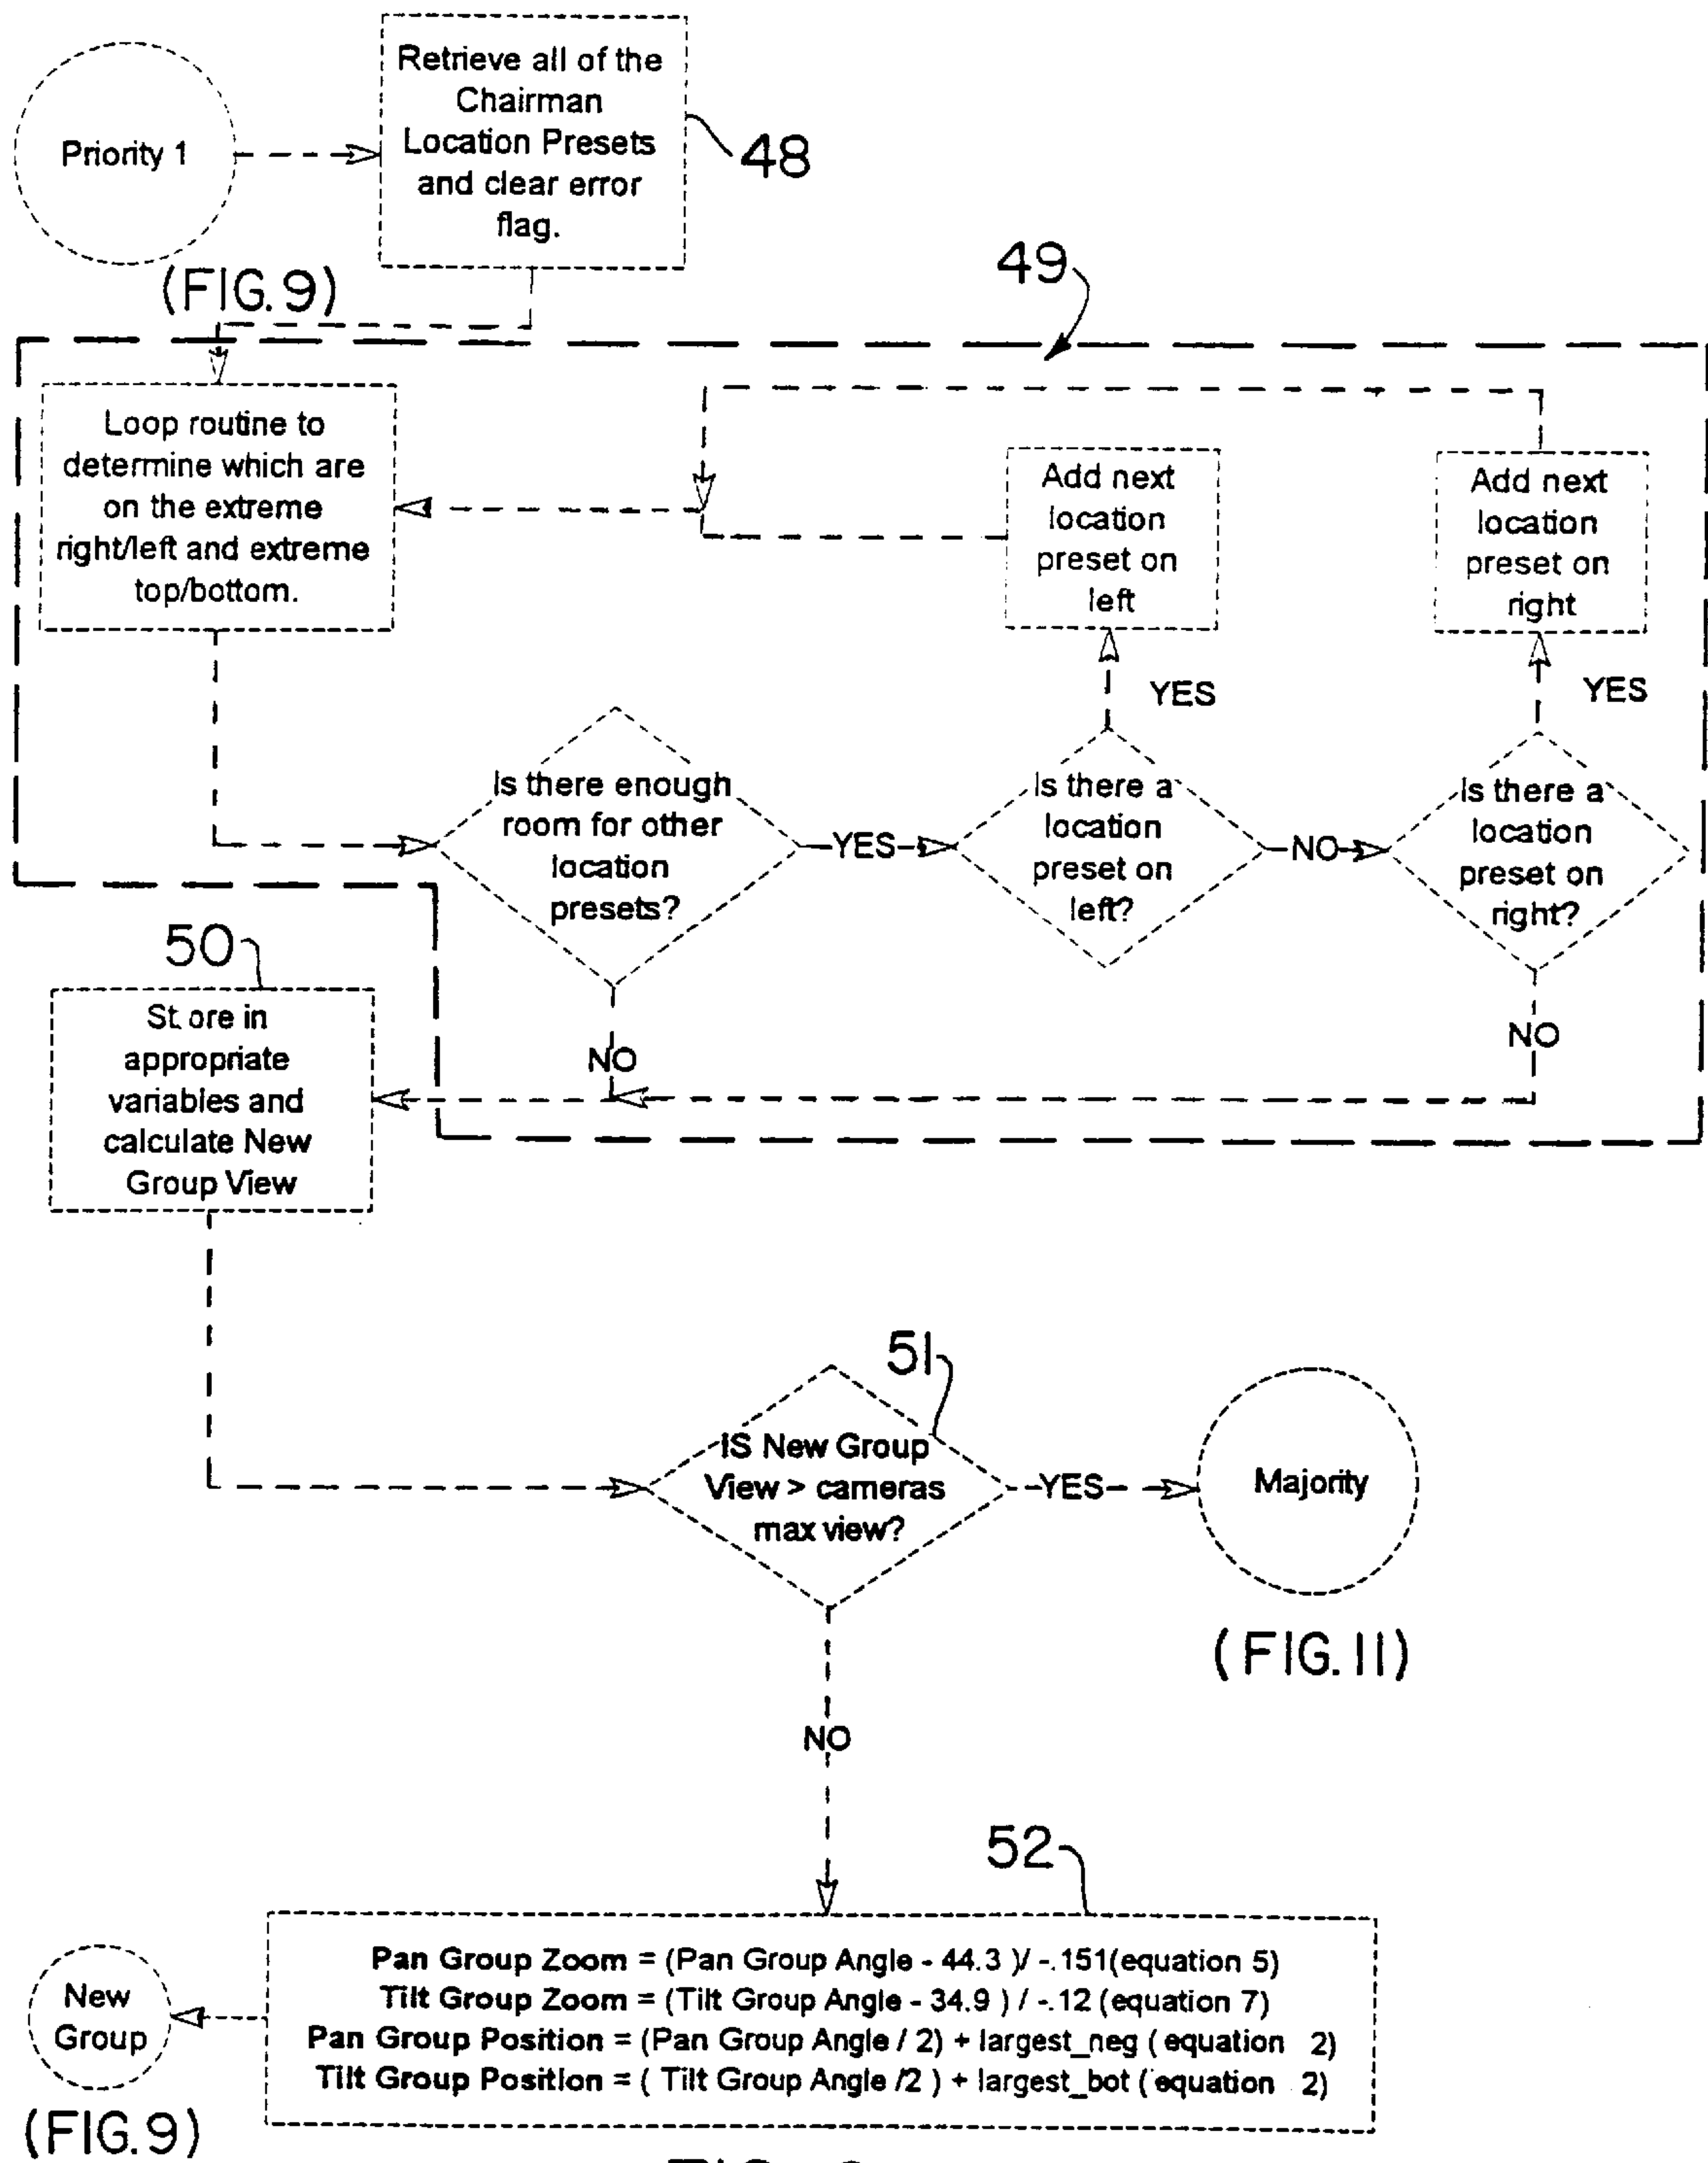 Priority 1
Retrieve all of the
Chairman
Location Presets
and clear error
flag.
48
(FIG. 9)
49
Loop routine to
determine which are
on the extreme
right/left and extreme
top/bottom.
Add next
location
preset on
left
Add next
location
preset on
right
YES
YES
Is there enough
room for other
location
presets?
YES
Is there a
location
preset on
left?
NO
Is there a
location
preset on
right?
50
Store in
appropriate
variables and
calculate New
Group View
NO
NO
51
IS New Group
View > cameras
max view?
YES
Majority
(FIG. 11)
NO
52
Pan Group Zoom = (Pan Group Angle - 44.3 )/ -.151(equation 5)
Tilt Group Zoom = (Tilt Group Angle - 34.9 ) / -.12 (equation 7)
Pan Group Position = (Pan Group Angle / 2) + largest_neg ( equation 2)
Tilt Group Position = ( Tilt Group Angle /2 ) + largest_bot ( equation 2)
New
Group
(FIG. 9)